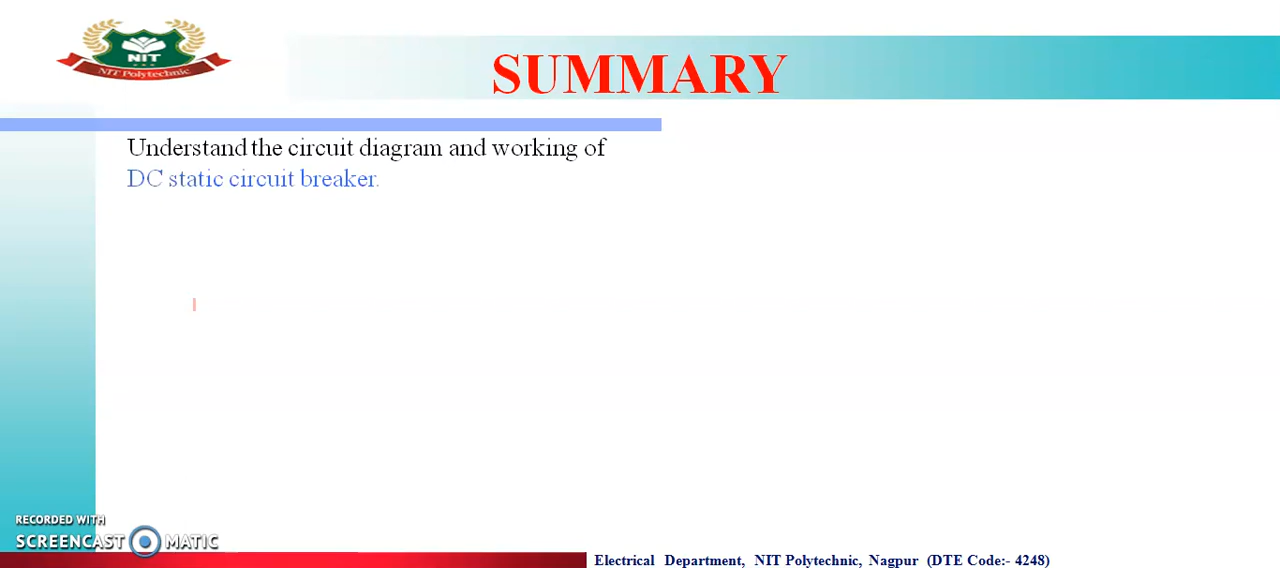 NIT
NIT Polytechnic
SUMMARY
Understand the circuit diagram and working of
DC static circuit breaker.
RECORDED WITH
SCREENCAST MATIC
Electrical Department, NIT Polytechnic, Nagpur (DTE Code:- 4248)